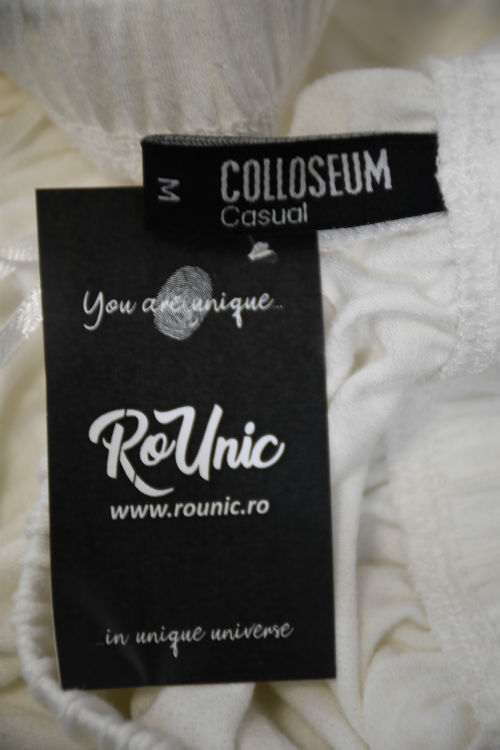 M
COLLOSEUM
Casual
You are unique...
RoUnic
www.rounic.ro
...in unique universe